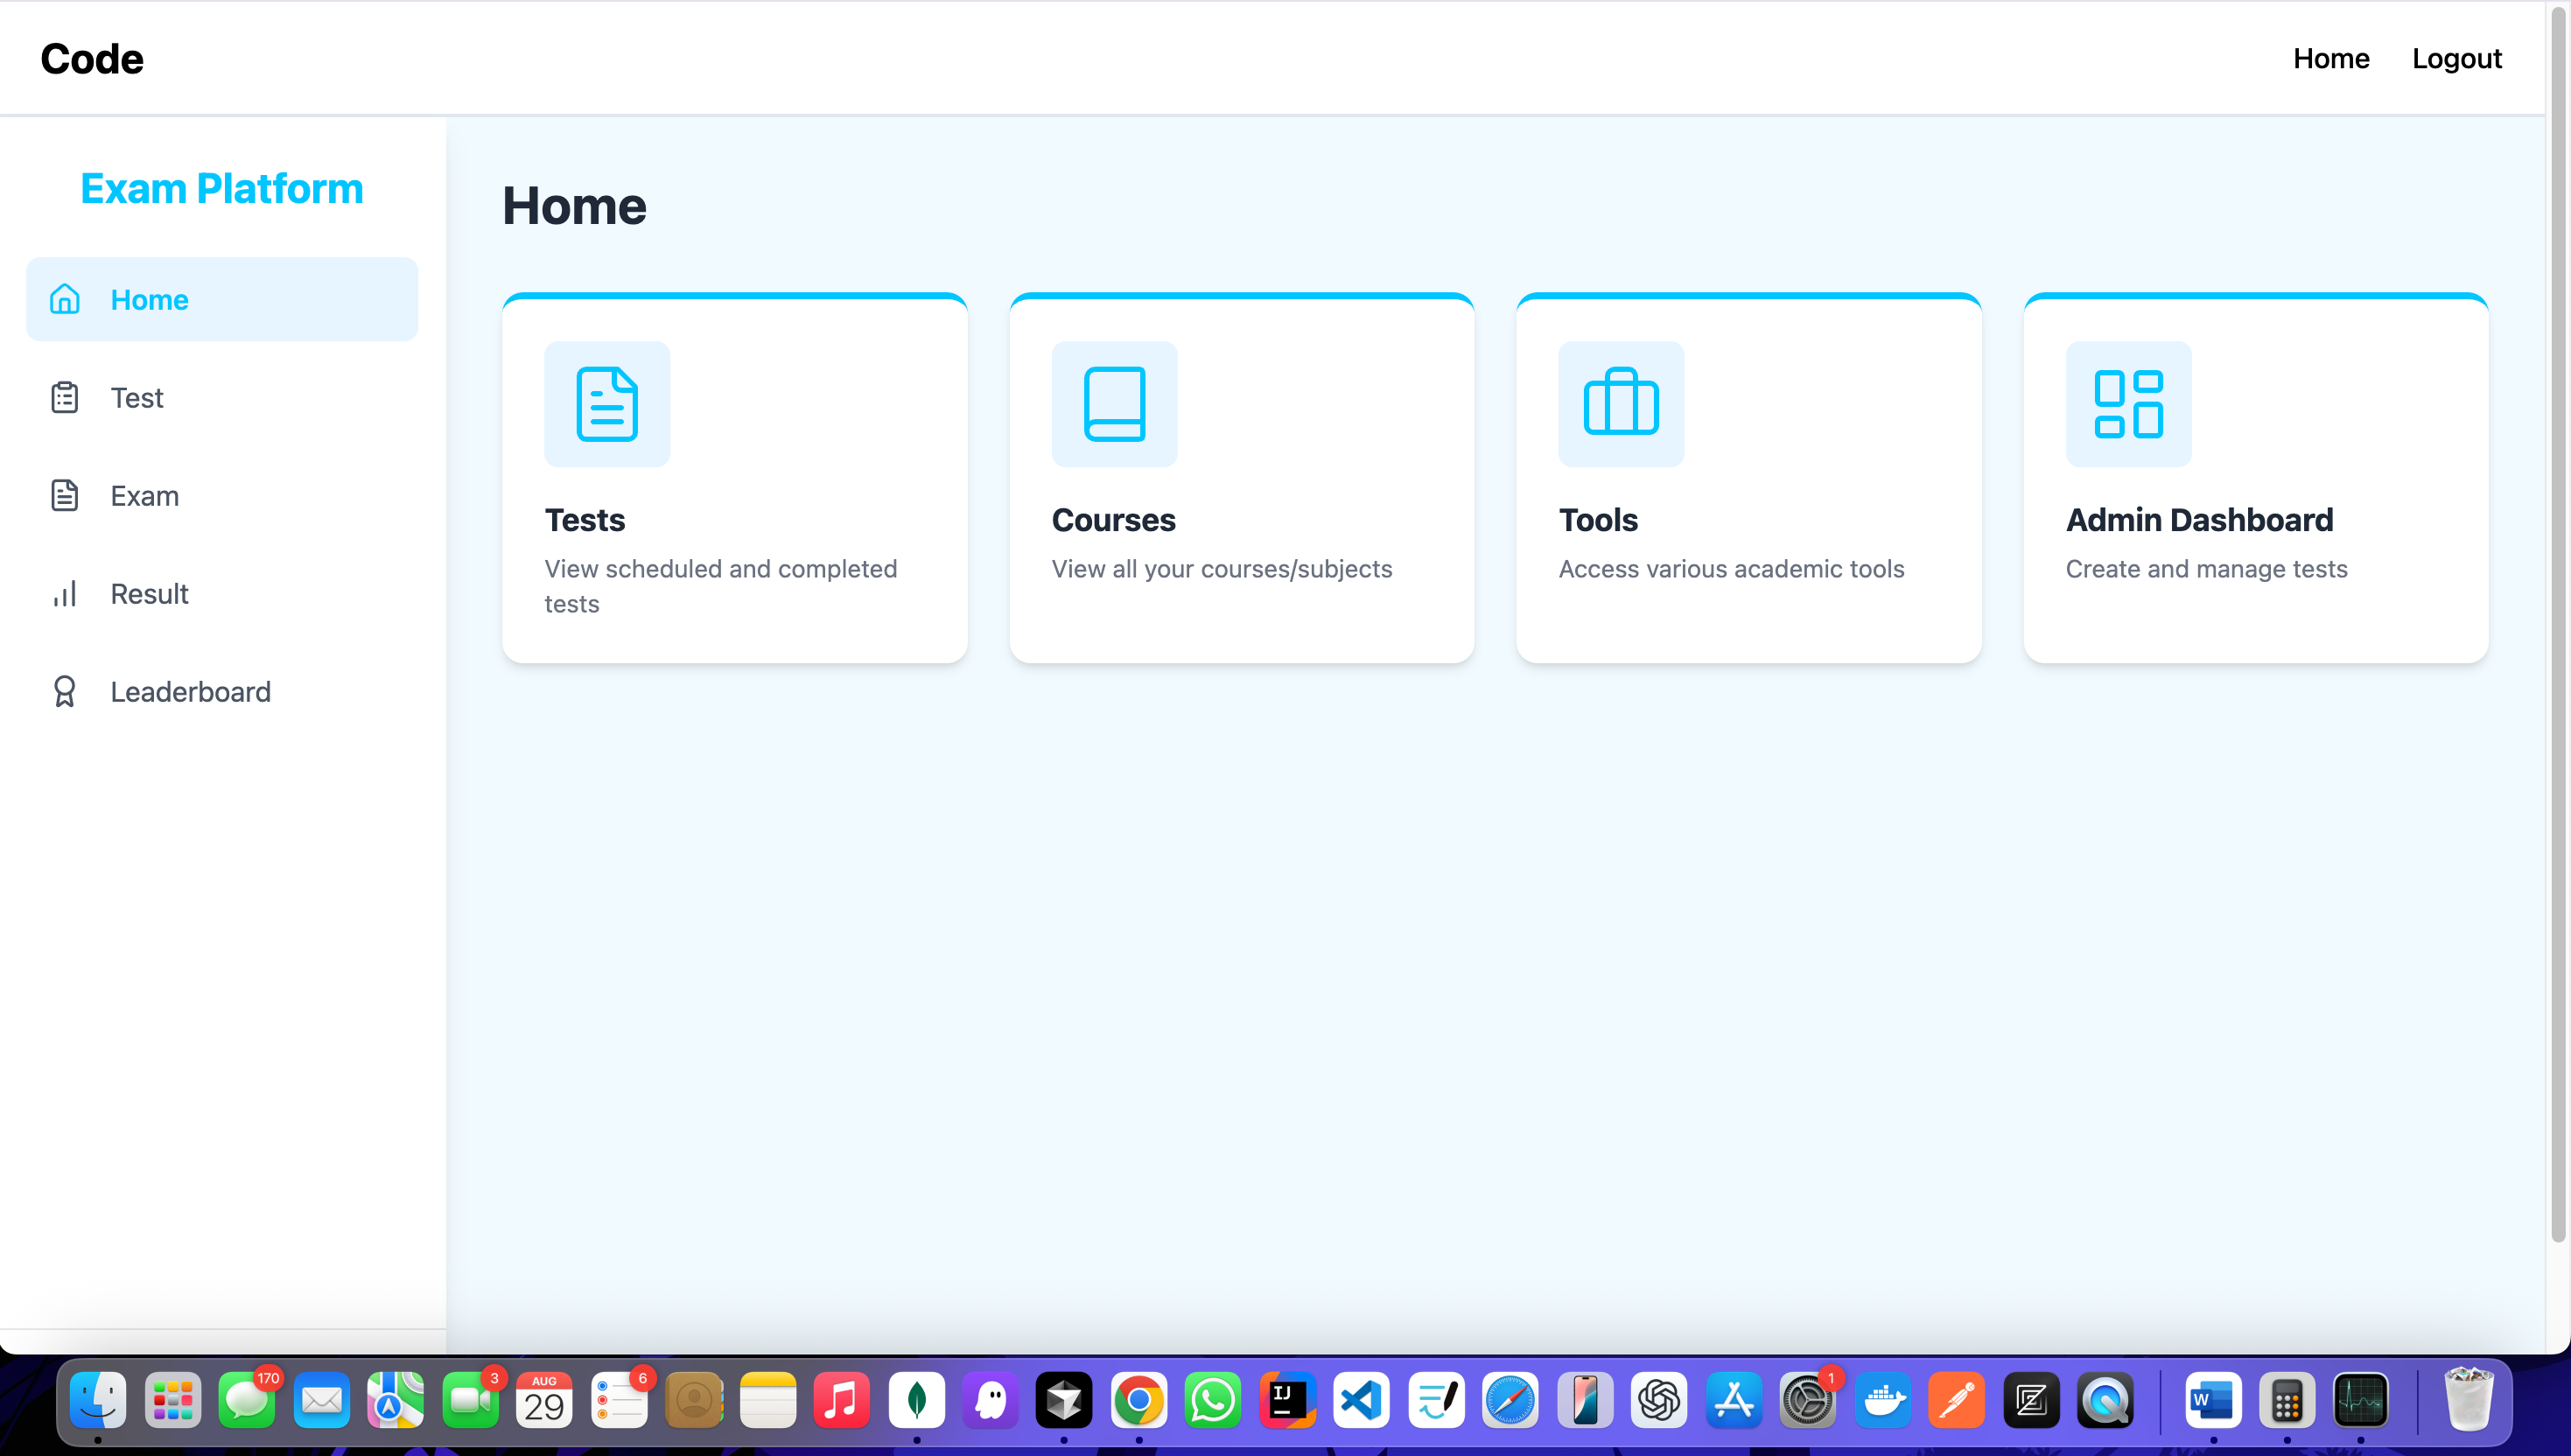 Code
Home
Logout
Exam Platform
Home
Test
Exam
Result
Leaderboard
Home
Tests
View scheduled and completed
tests
Courses
View all your courses/subjects
Tools
Access various academic tools
Admin Dashboard
Create and manage tests
170
3
AUG
29
6
IJ
1
W